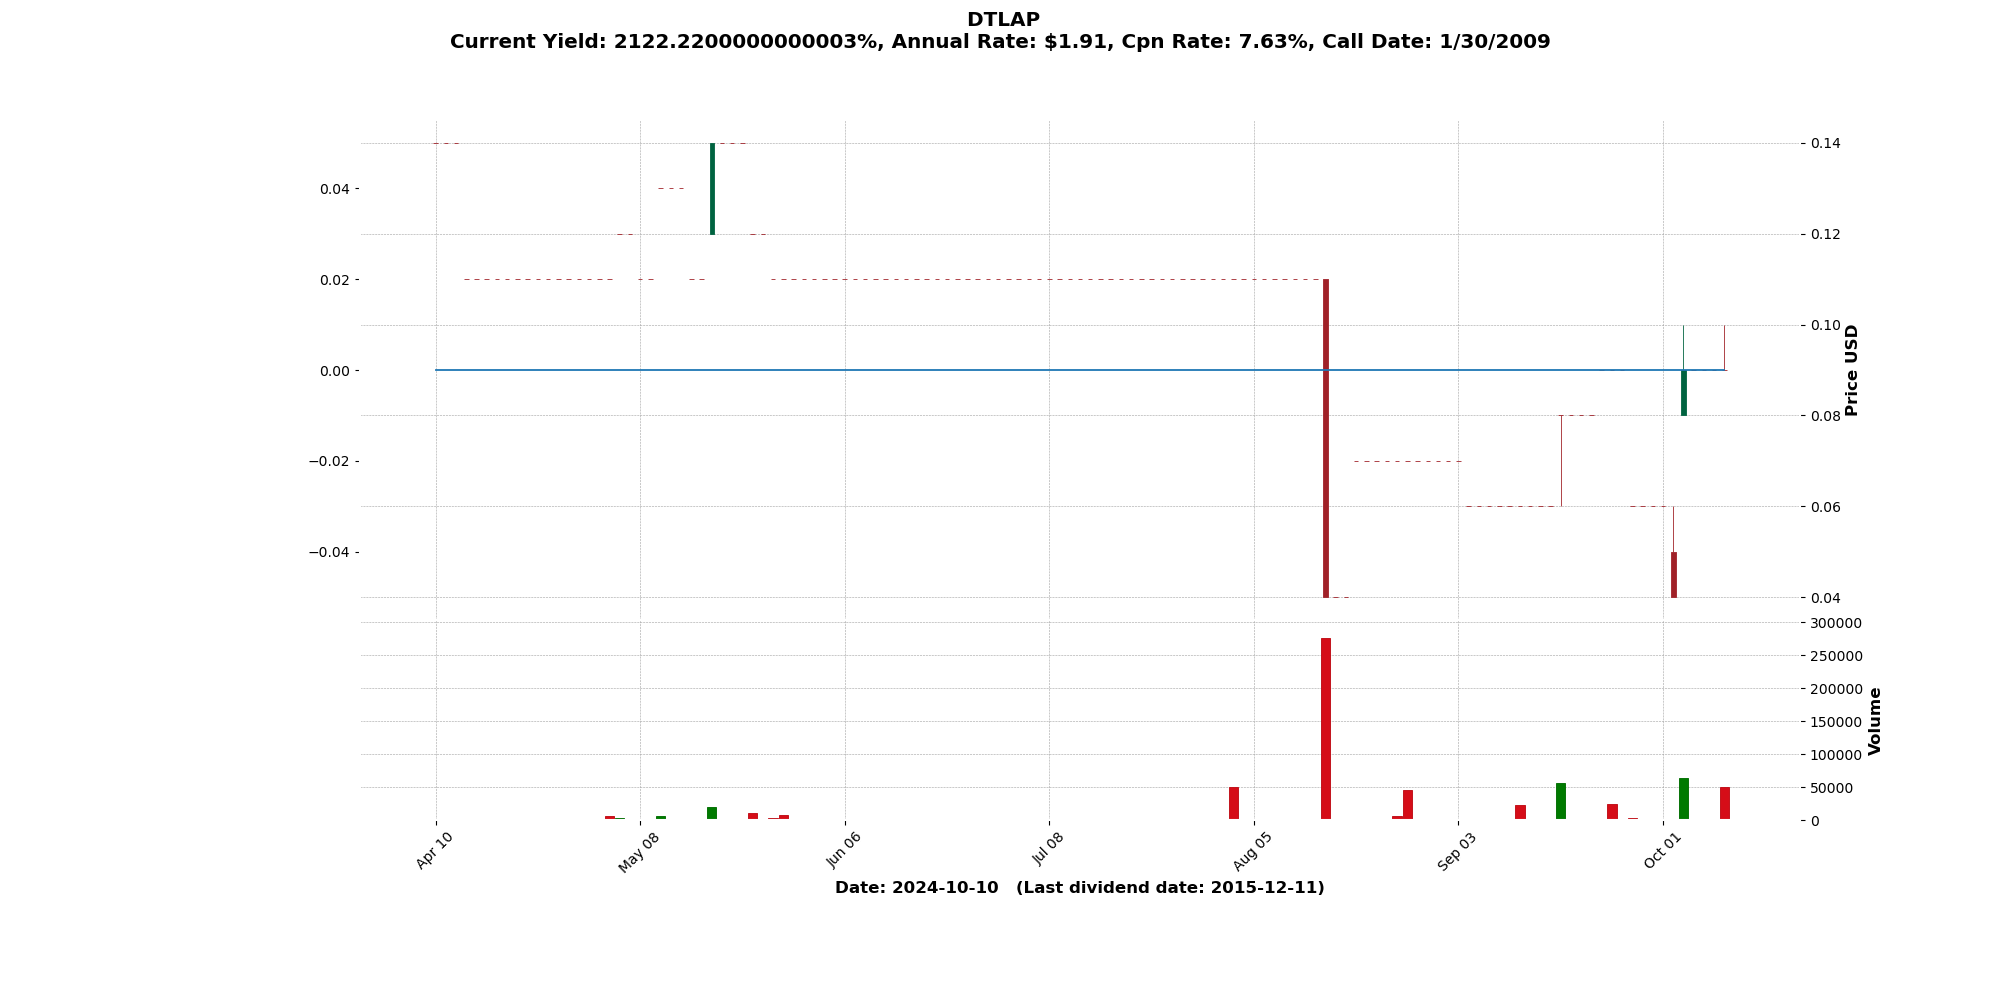 DTLAP
Current Yield: 2122.2200000000003%, Annual Rate: $1.91, Cpn Rate: 7.63%, Call Date: 1/30/2009
0.04
0.02
0.00
−0.02
−0.04
0.14
0.12
0.10
0.08
0.06
0.04
Price USD
300000
250000
200000
150000
100000
50000
0
Volume
Apr 10
May 08
Jun 06
Jul 08
Aug 05
Sep 03
Oct 01
Date: 2024-10-10 (Last dividend date: 2015-12-11)